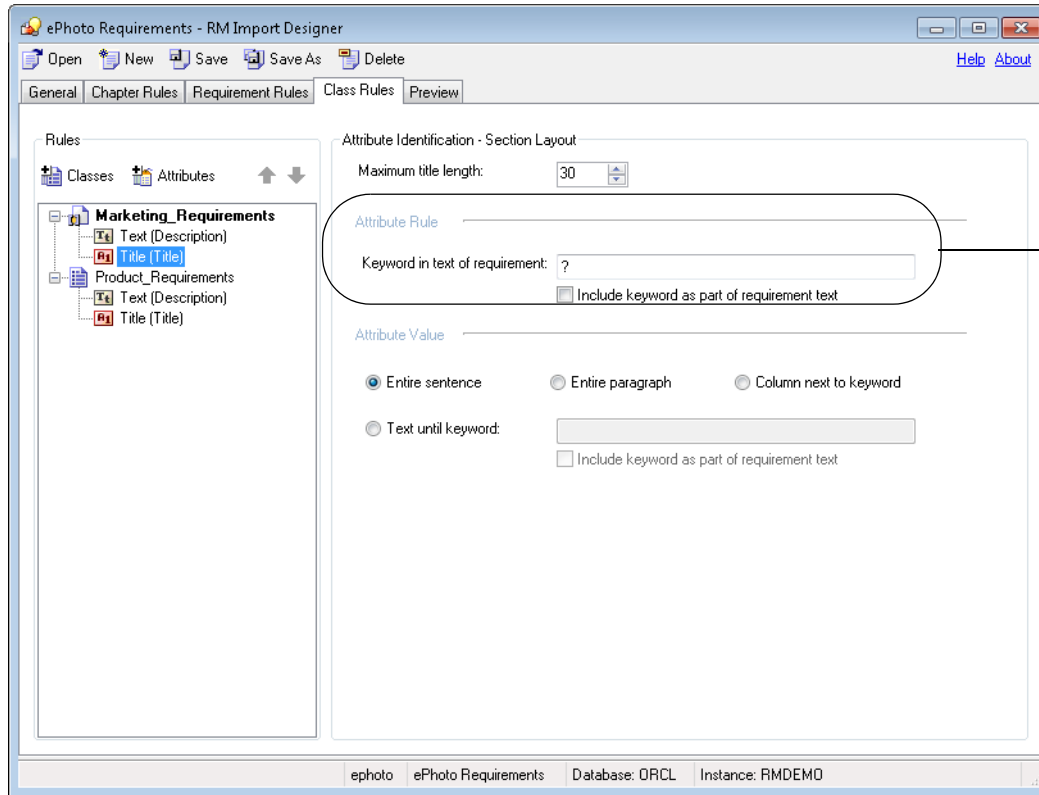 ePhoto Requirements - RM Import Designer
Open New Save Save As Delete Help About
General Chapter Rules Requirement Rules Class Rules Preview
Rules
Classes Attributes
Marketing_Requirements
Text (Description)
Title (Title)
Product_Requirements
Text (Description)
Title (Title)
Attribute Identification - Section Layout
Maximum title length: 30
Attribute Rule
Keyword in text of requirement: ?
Include keyword as part of requirement text
Attribute Value
Entire sentence Entire paragraph Column next to keyword
Text until keyword:
Include keyword as part of requirement text
ephoto ePhoto Requirements Database: ORCL Instance: RMDEMO